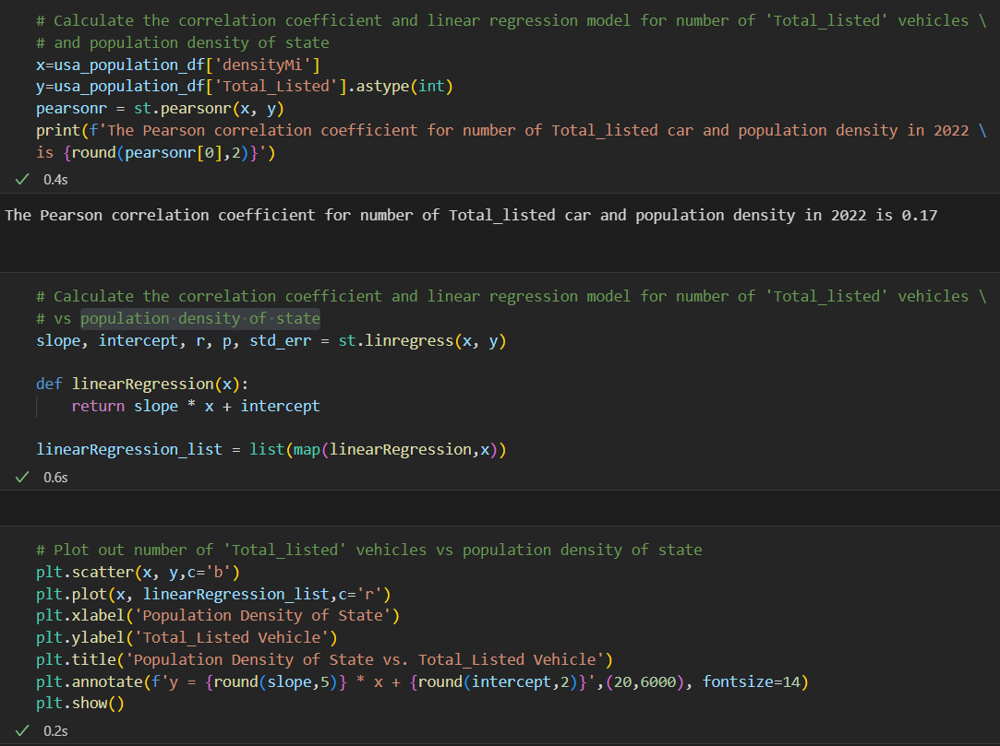 # Calculate the correlation coefficient and linear regression model for number of 'Total_listed' vehicles \
# and population density of state
x=usa_population_df['densityMi']
y=usa_population_df['Total_Listed'].astype(int)
pearsonr = st.pearsonr(x, y)
print(f'The Pearson correlation coefficient for number of Total_listed car and population density in 2022 \
is {round(pearsonr[0],2)}')
0.4s
The Pearson correlation coefficient for number of Total_listed car and population density in 2022 is 0.17
# Calculate the correlation coefficient and linear regression model for number of 'Total_listed' vehicles \
# vs population density of state
slope, intercept, r, p, std_err = st.linregress(x, y)
def linearRegression(x):
    return slope * x + intercept
linearRegression_list = list(map(linearRegression,x))
0.6s
# Plot out number of 'Total_listed' vehicles vs population density of state
plt.scatter(x, y,c='b')
plt.plot(x, linearRegression_list,c='r')
plt.xlabel('Population Density of State')
plt.ylabel('Total_Listed Vehicle')
plt.title('Population Density of State vs. Total_Listed Vehicle')
plt.annotate(f'y = {round(slope,5)} * x + {round(intercept,2)}',(20,6000), fontsize=14)
plt.show()
0.2s